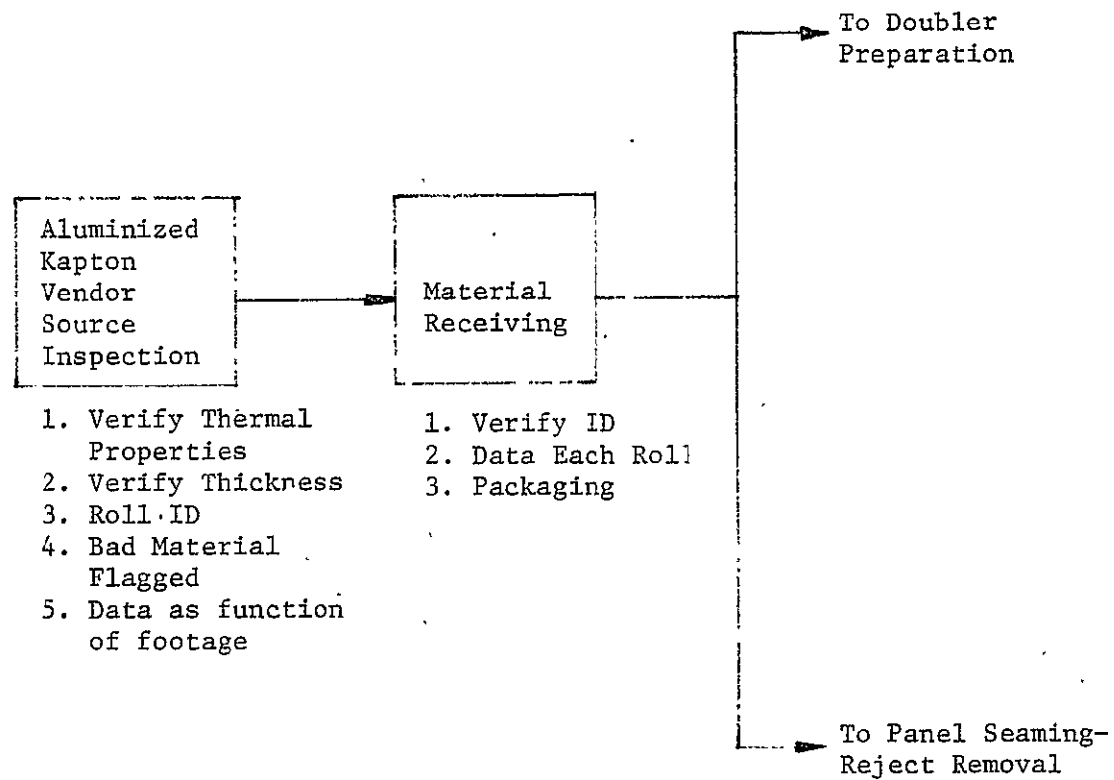 To Doubler
Preparation
Aluminized
Kapton
Vendor
Source
Inspection
Material
Receiving
1. Verify Thermal
Properties
2. Verify Thickness
3. Roll ID
4. Bad Material
Flagged
5. Data as function
of footage
1. Verify ID
2. Data Each Roll
3. Packaging
To Panel Seaming-
Reject Removal